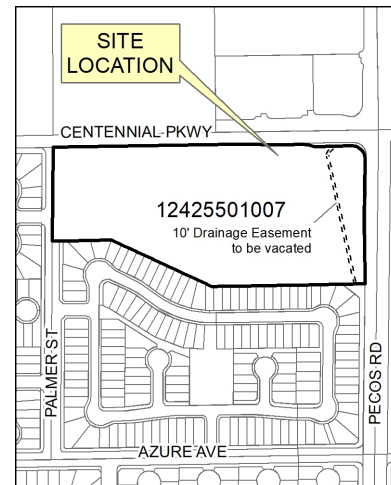 SITE
LOCATION
CENTENNIAL PKWY
12425501007
10' Drainage Easement
to be vacated
PALMER ST
PECOS RD
AZURE AVE